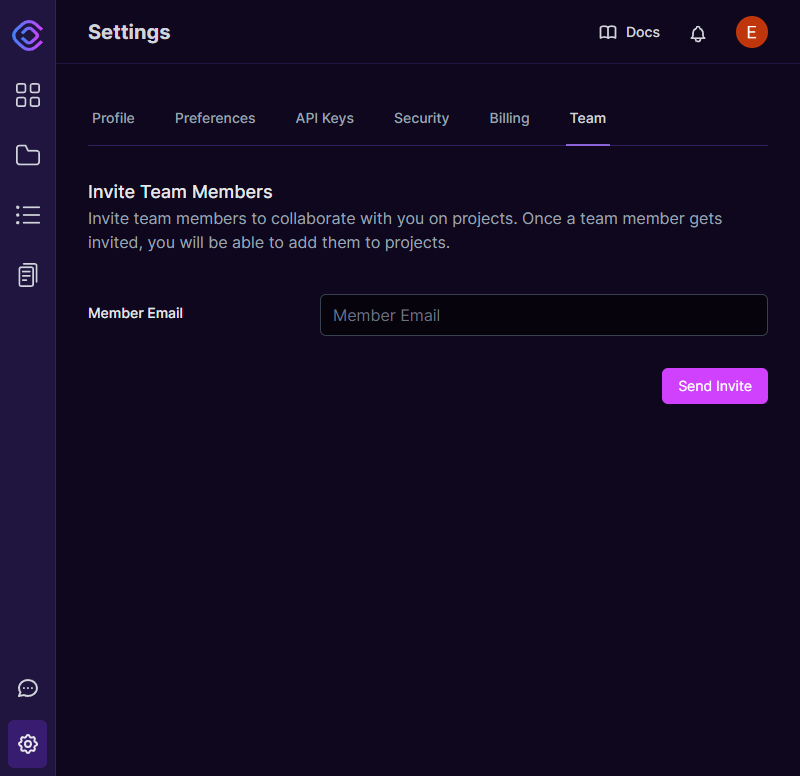 Settings
Docs
E
Profile
Preferences
API Keys
Security
Billing
Team
Invite Team Members
Invite team members to collaborate with you on projects. Once a team member gets
invited, you will be able to add them to projects.
Member Email
Member Email
Send Invite